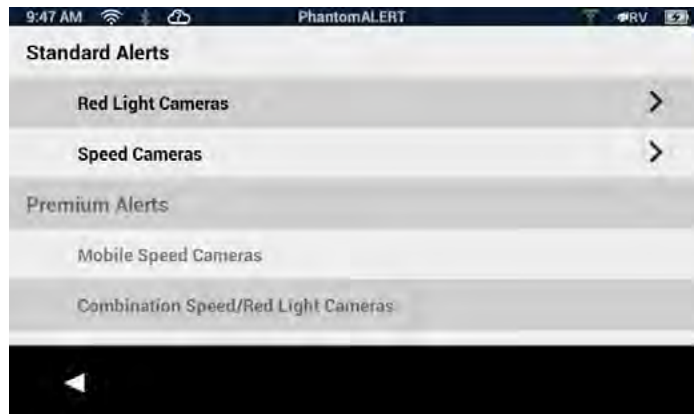 9:47 AM PhantomALERT RV
Standard Alerts
Red Light Cameras
Speed Cameras
Premium Alerts
Mobile Speed Cameras
Combination Speed/Red Light Cameras